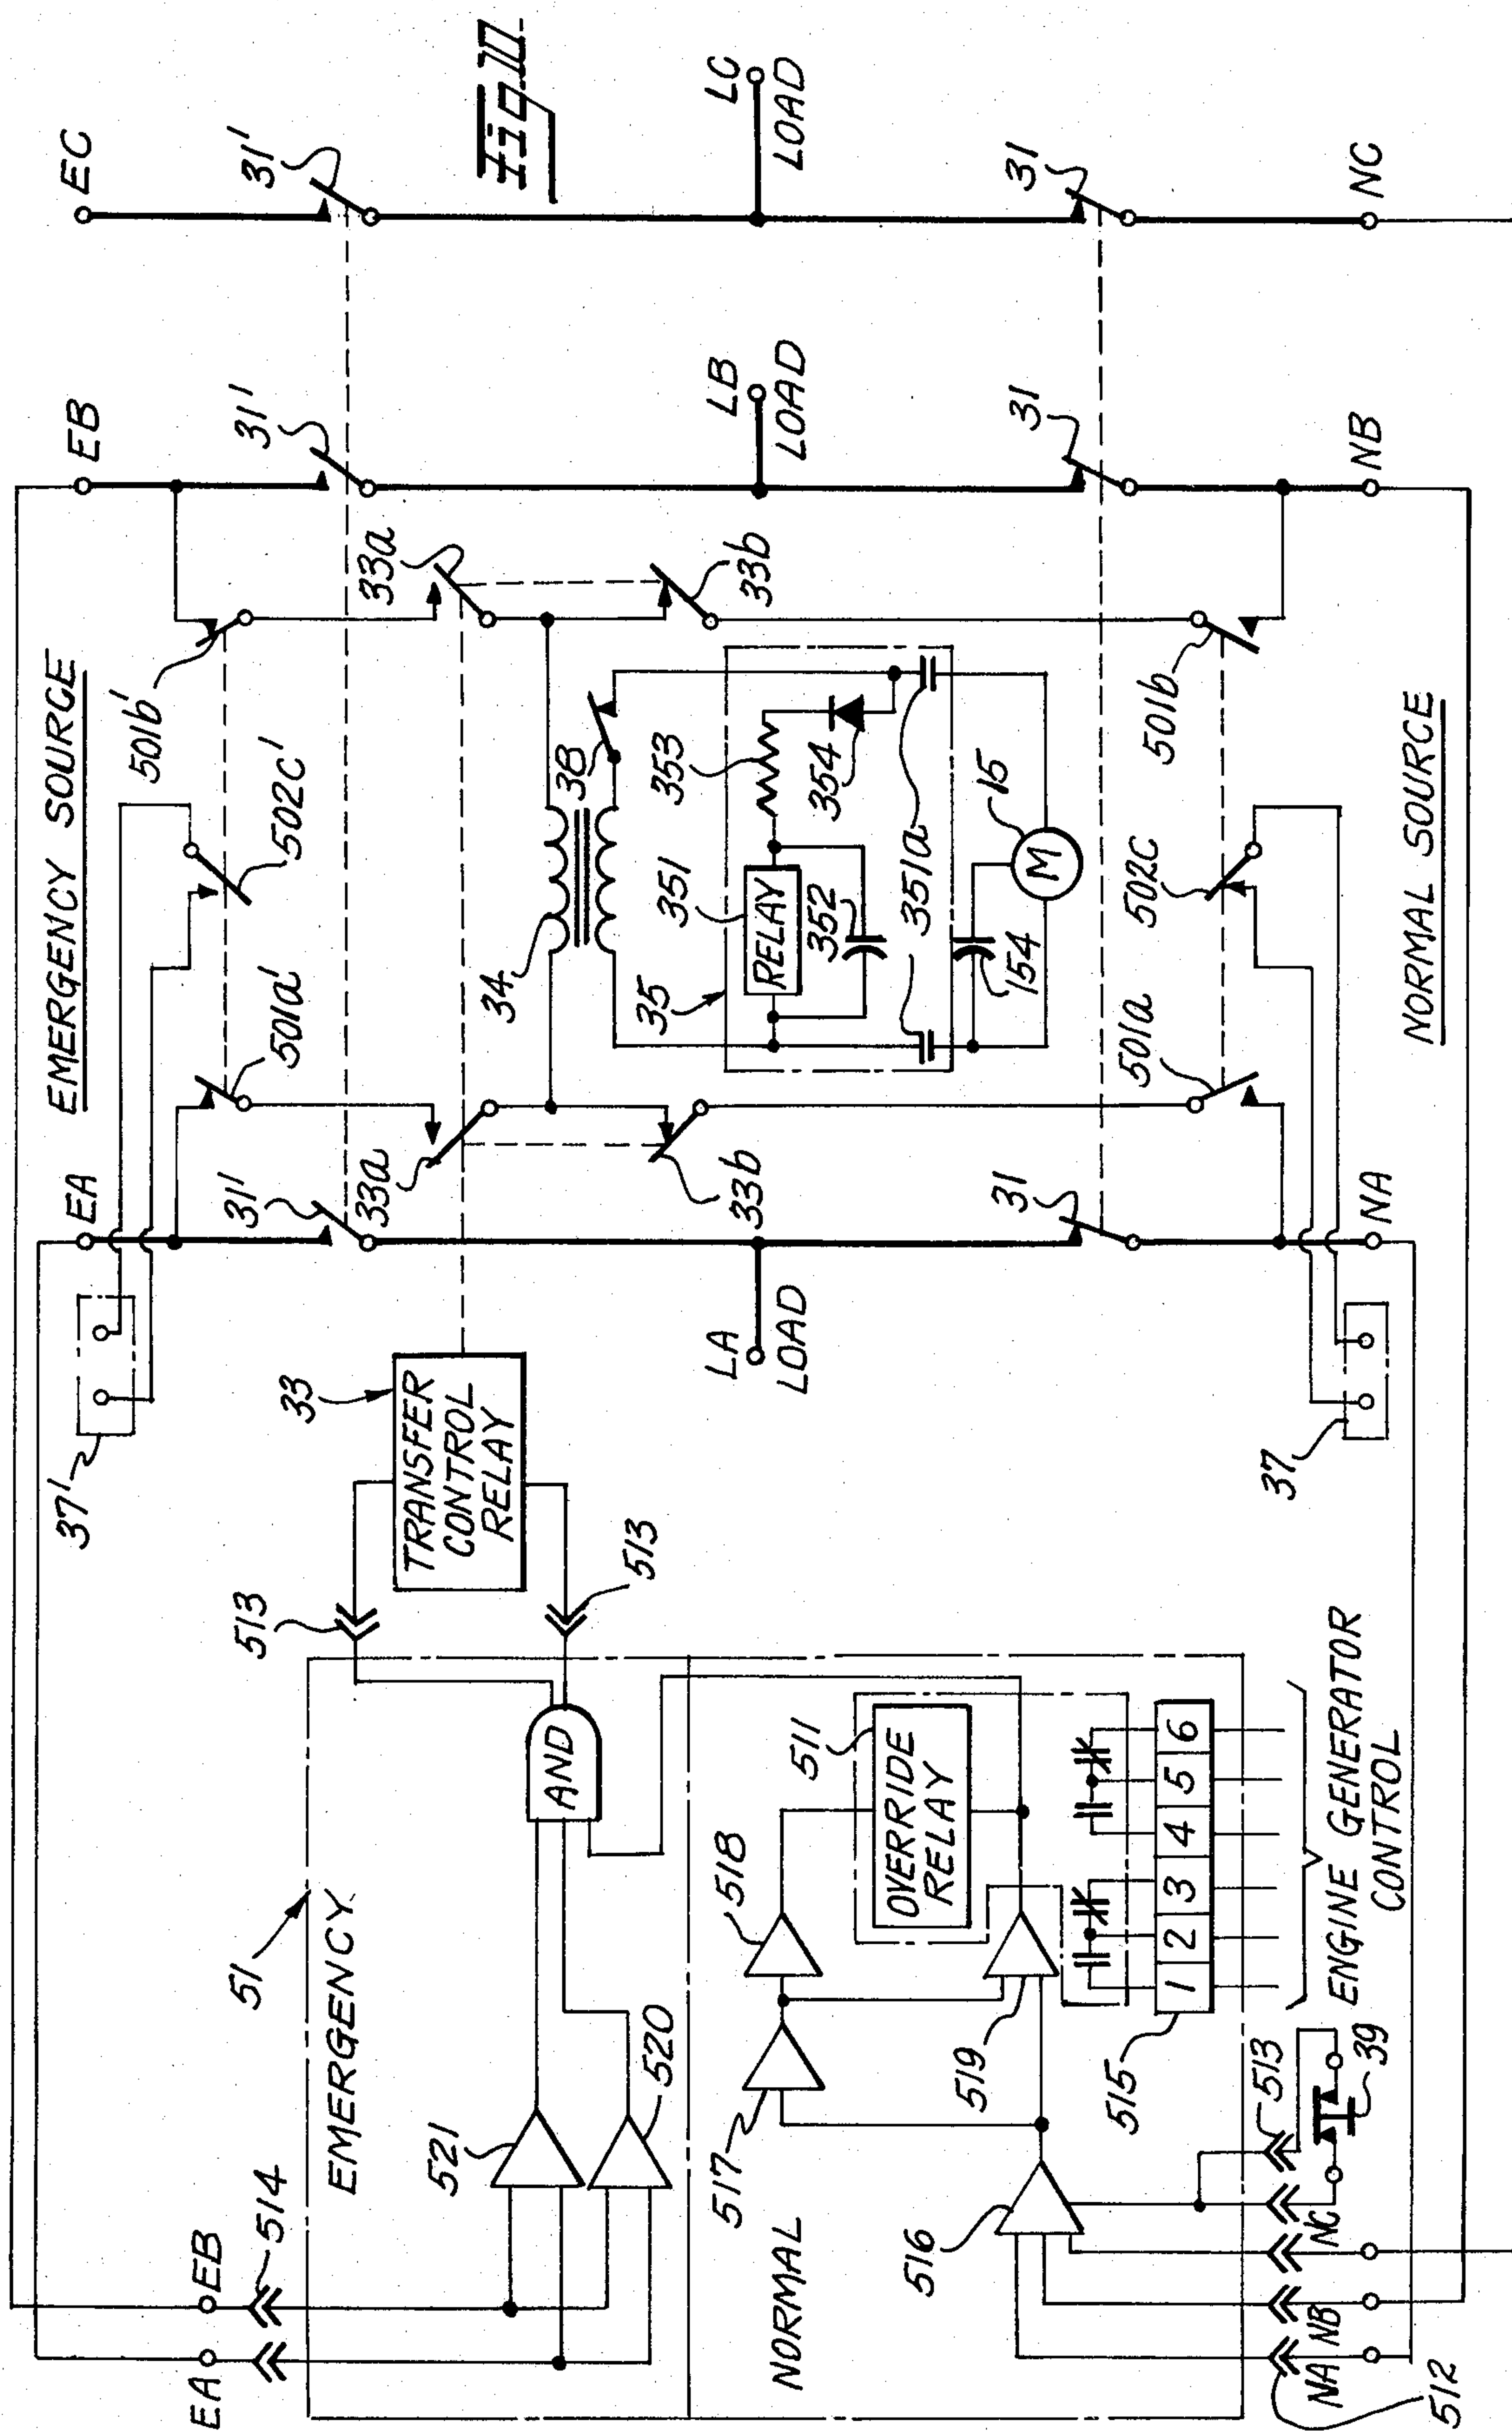 EMERGENCY SOURCE
EA
EB
EC
37'
501a'
502c'
501b'
31'
31'
31'
33a
33a
33
TRANSFER
CONTROL
RELAY
513
513
34
38
33b
33b
LA
LOAD
LB
LOAD
LC
LOAD
Fig. 10.
35
351
RELAY
352
353
354
351a
154
15
M
31
31
31
501a
502c
501b
37
NA
NB
NC
NORMAL SOURCE
EA
EB
514
51
EMERGENCY
521
520
AND
NORMAL
517
518
516
519
511
OVERRIDE
RELAY
515
1 2 3 4 5 6
ENGINE GENERATOR
CONTROL
513
39
NA
NB
NC
512